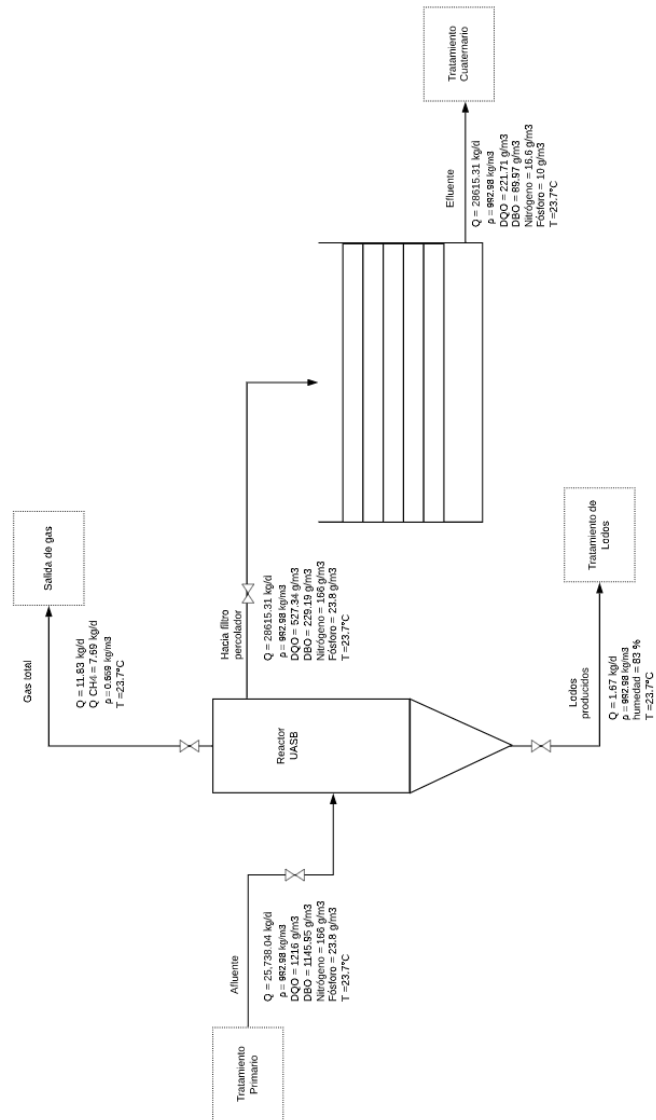 Tratamiento
Primario
Afluente
Q = 25,738.04 kg/d
ρ = 992.98 kg/m3
DQO = 1216 g/m3
DBO = 1145.95 g/m3
Nitrógeno = 166 g/m3
Fósforo = 23.8 g/m3
T =23.7°C
Gas total
Salida de gas
Q = 11.83 kg/d
Q CH4 = 7.69 kg/d
ρ = 0.669 kg/m3
T =23.7°C
Reactor
UASB
Hacia filtro
percolador
Q = 28615.31 kg/d
ρ = 992.98 kg/m3
DQO = 527.34 g/m3
DBO = 229.19 g/m3
Nitrógeno = 166 g/m3
Fósforo = 23.8 g/m3
T =23.7°C
Lodos
producidos
Q = 1.67 kg/d
ρ = 992.98 kg/m3
humedad = 83 %
T =23.7°C
Tratamiento de
Lodos
Efluente
Q = 28615.31 kg/d
ρ = 992.98 kg/m3
DQO = 221.71 g/m3
DBO = 89.97 g/m3
Nitrógeno = 16.6 g/m3
Fósforo = 10 g/m3
T =23.7°C
Tratamiento
Cuaternario